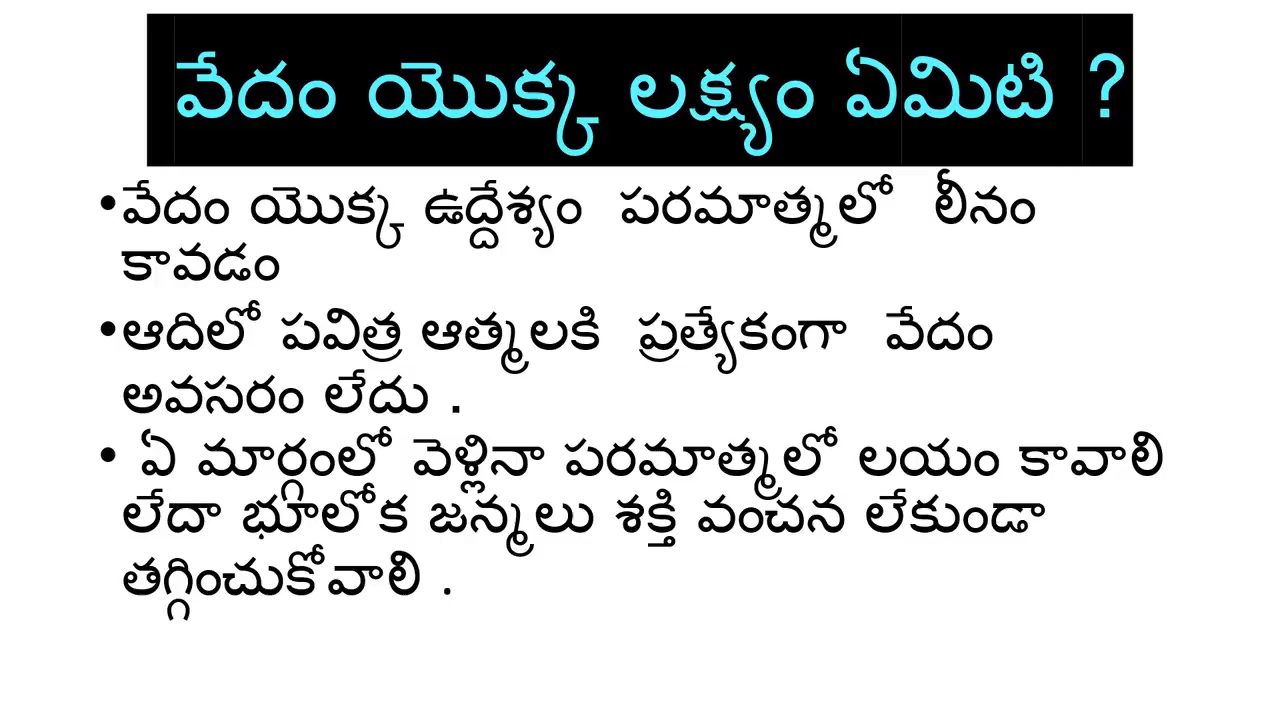 వేదం యొక్క లక్ష్యం ఏమిటి ?
•వేదం యొక్క ఉద్దేశ్యం పరమాత్మలో లీనం
కావడం
•ఆదిలో పవిత్ర ఆత్మలకి ప్రత్యేకంగా వేదం
అవసరం లేదు .
• ఏ మార్గంలో వెళ్లినా పరమాత్మలో లయం కావాలి
లేదా భూలోక జన్మలు శక్తి వంచన లేకుండా
తగ్గించుకోవాలి .